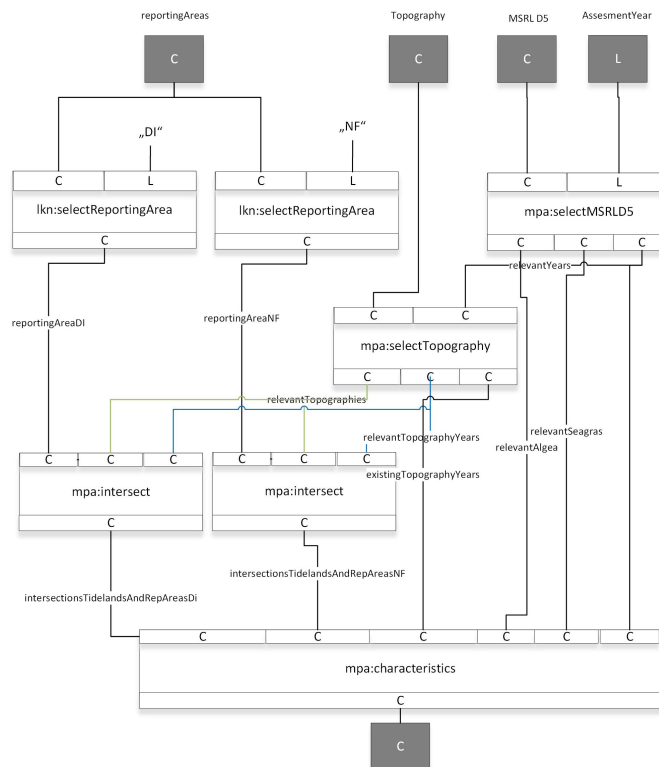 reportingAreas Topography MSRL D5 AssesmentYear
C C C L
„DI“ „NF“
C L C L C L
lkn:selectReportingArea lkn:selectReportingArea mpa:selectMSRLD5
C C C C C
relevantYears
reportingAreaDI reportingAreaNF C C
mpa:selectTopography
C C C
relevantTopographies
relevantSeagras
relevantTopographyYears relevantAlgea
C C C C C C
existingTopographyYears
mpa:intersect mpa:intersect
C C
intersectionsTidelandsAndRepAreasNF
intersectionsTidelandsAndRepAreasDi
C C C C C C
mpa:characteristics
C
C